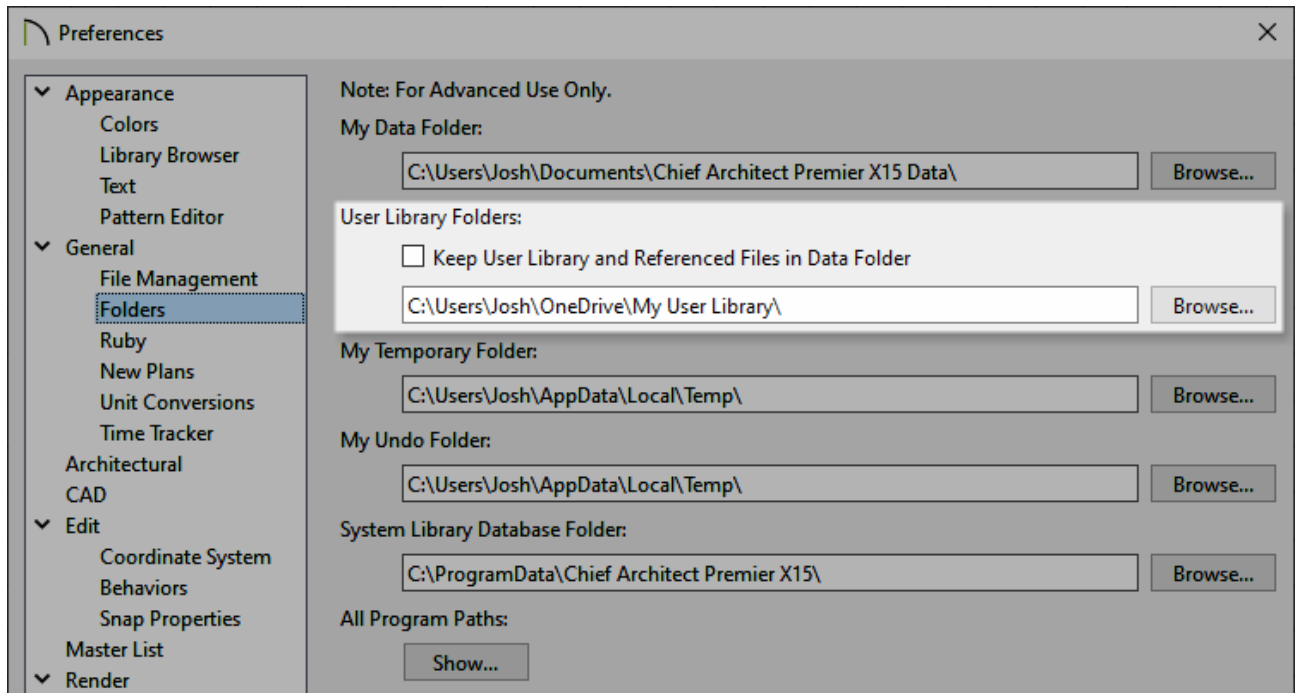 Preferences
Appearance
Colors
Library Browser
Text
Pattern Editor
General
File Management
Folders
Ruby
New Plans
Unit Conversions
Time Tracker
Architectural
CAD
Edit
Coordinate System
Behaviors
Snap Properties
Master List
Render
Note: For Advanced Use Only.
My Data Folder:
C:\Users\Josh\Documents\Chief Architect Premier X15 Data\
Browse...
User Library Folders:
Keep User Library and Referenced Files in Data Folder
C:\Users\Josh\OneDrive\My User Library\
Browse...
My Temporary Folder:
C:\Users\Josh\AppData\Local\Temp\
Browse...
My Undo Folder:
C:\Users\Josh\AppData\Local\Temp\
Browse...
System Library Database Folder:
C:\ProgramData\Chief Architect Premier X15\
Browse...
All Program Paths:
Show...